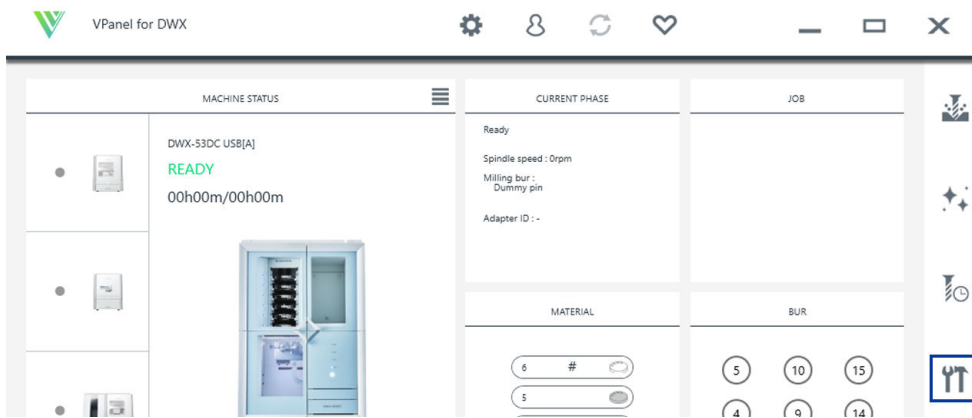 VPanel for DWX
MACHINE STATUS
DWX-53DC USB[A]
READY
00h00m/00h00m
CURRENT PHASE
Ready
Spindle speed : 0rpm
Milling bur :
Dummy pin
Adapter ID : -
JOB
MATERIAL
6 #
5
BUR
5 10 15
4 9 14